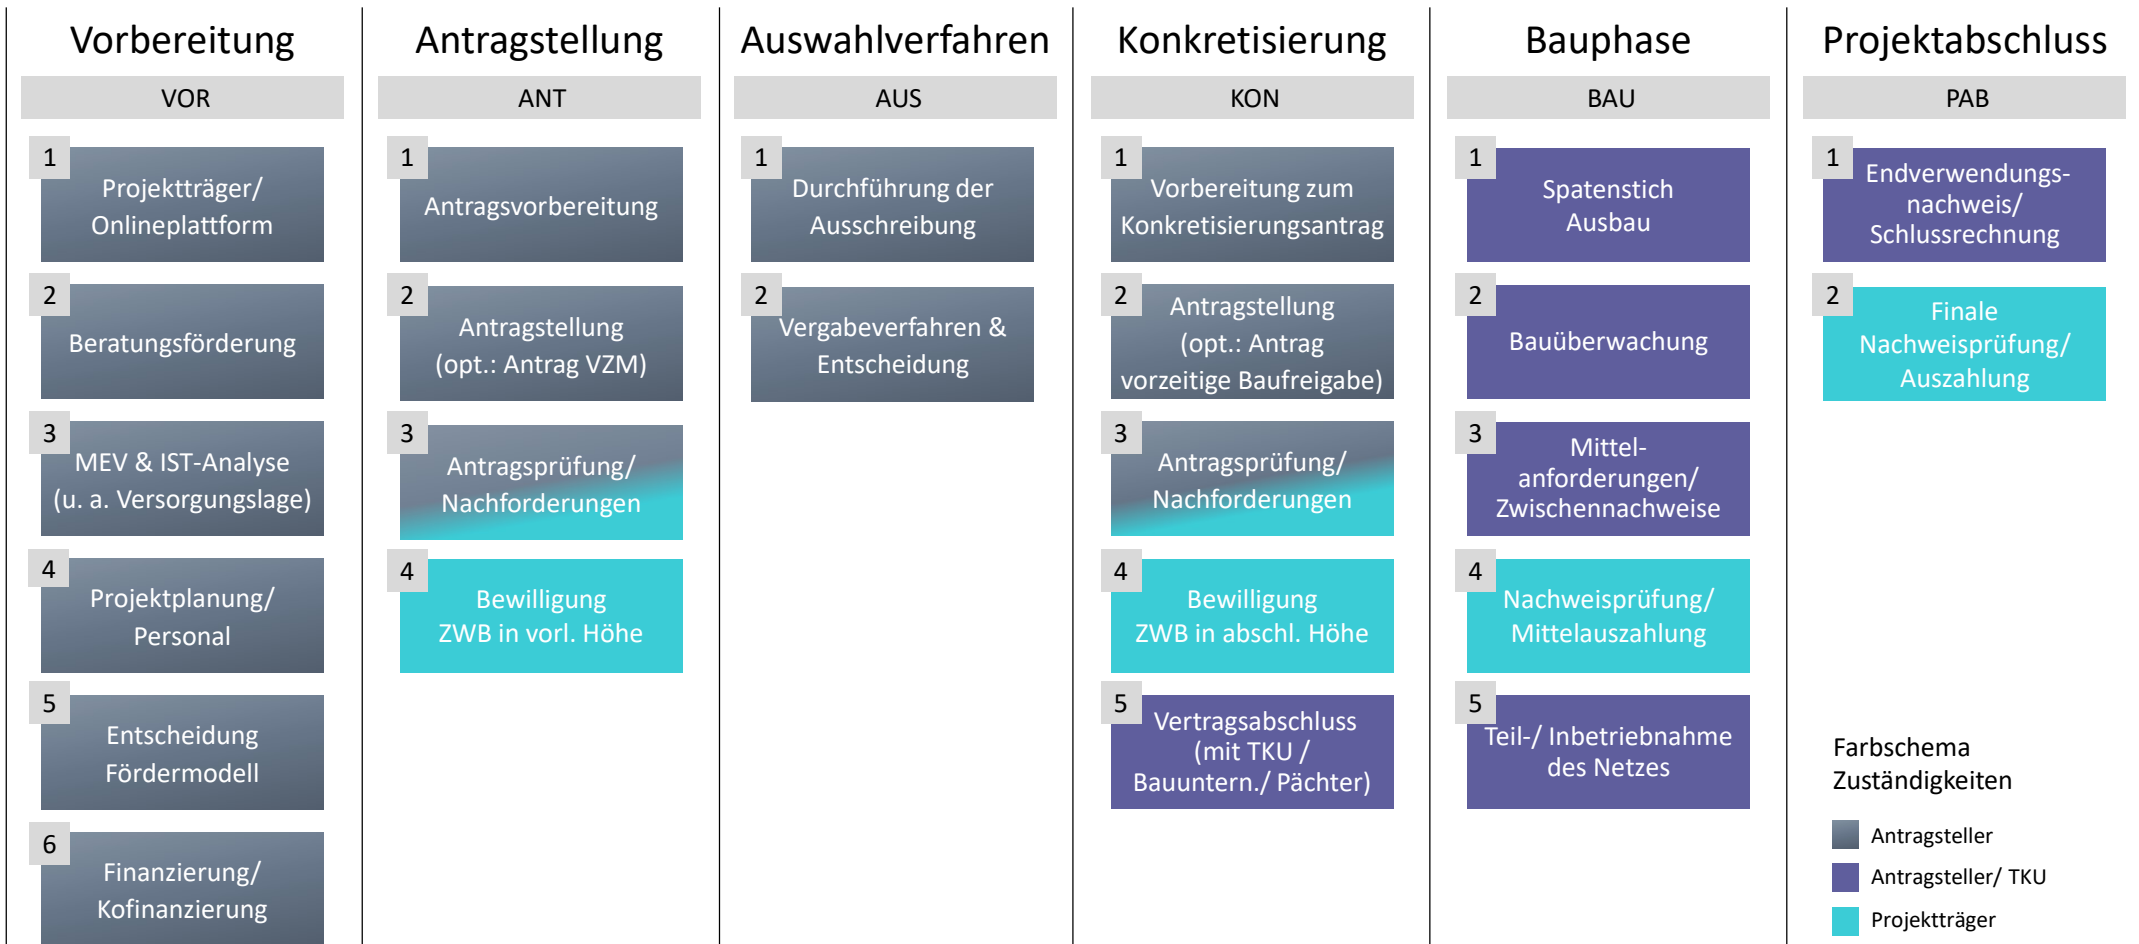 Vorbereitung
VOR
1
Projektträger/
Onlineplattform
2
Beratungsförderung
3
MEV & IST-Analyse
(u. a. Versorgungslage)
4
Projektplanung/
Personal
5
Entscheidung
Fördermodell
6
Finanzierung/
Kofinanzierung
Antragstellung
ANT
1
Antragsvorbereitung
2
Antragstellung
(opt.: Antrag VZM)
3
Antragsprüfung/
Nachforderungen
4
Bewilligung
ZWB in vorl. Höhe
Auswahlverfahren
AUS
1
Durchführung der
Ausschreibung
2
Vergabeverfahren &
Entscheidung
Konkretisierung
KON
1
Vorbereitung zum
Konkretisierungsantrag
2
Antragstellung
(opt.: Antrag
vorzeitige Baufreigabe)
3
Antragsprüfung/
Nachforderungen
4
Bewilligung
ZWB in abschl. Höhe
5
Vertragsabschluss
(mit TKU /
Bauuntern./ Pächter)
Bauphase
BAU
1
Spatenstich
Ausbau
2
Bauüberwachung
3
Mittel-
anforderungen/
Zwischennachweise
4
Nachweisprüfung/
Mittelauszahlung
5
Teil-/ Inbetriebnahme
des Netzes
Projektabschluss
PAB
1
Endverwendungs-
nachweis/
Schlussrechnung
2
Finale
Nachweisprüfung/
Auszahlung
Farbschema
Zuständigkeiten
Antragsteller
Antragsteller/ TKU
Projektträger